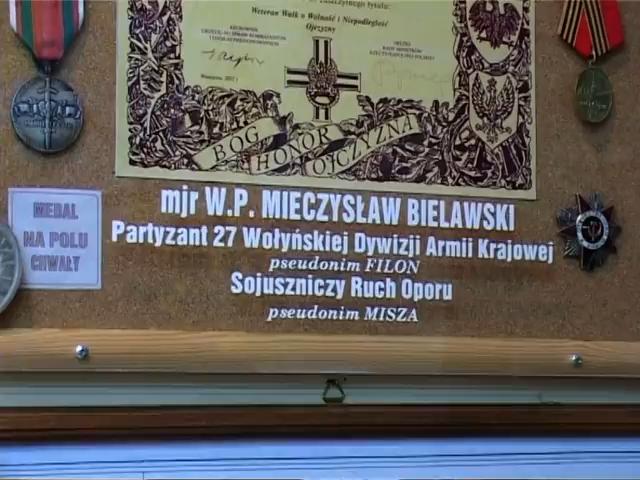 Weteran Walk o Wolność i Niepodległość
Ojczyzny
BÓG
HONOR
OJCZYZNA
mjr W.P. MIECZYSŁAW BIELAWSKI
Partyzant 27 Wołyńskiej Dywizji Armii Krajowej
pseudonim FILON
Sojuszniczy Ruch Oporu
pseudonim MISZA
MEDAL
NA POLU
CHWAŁY